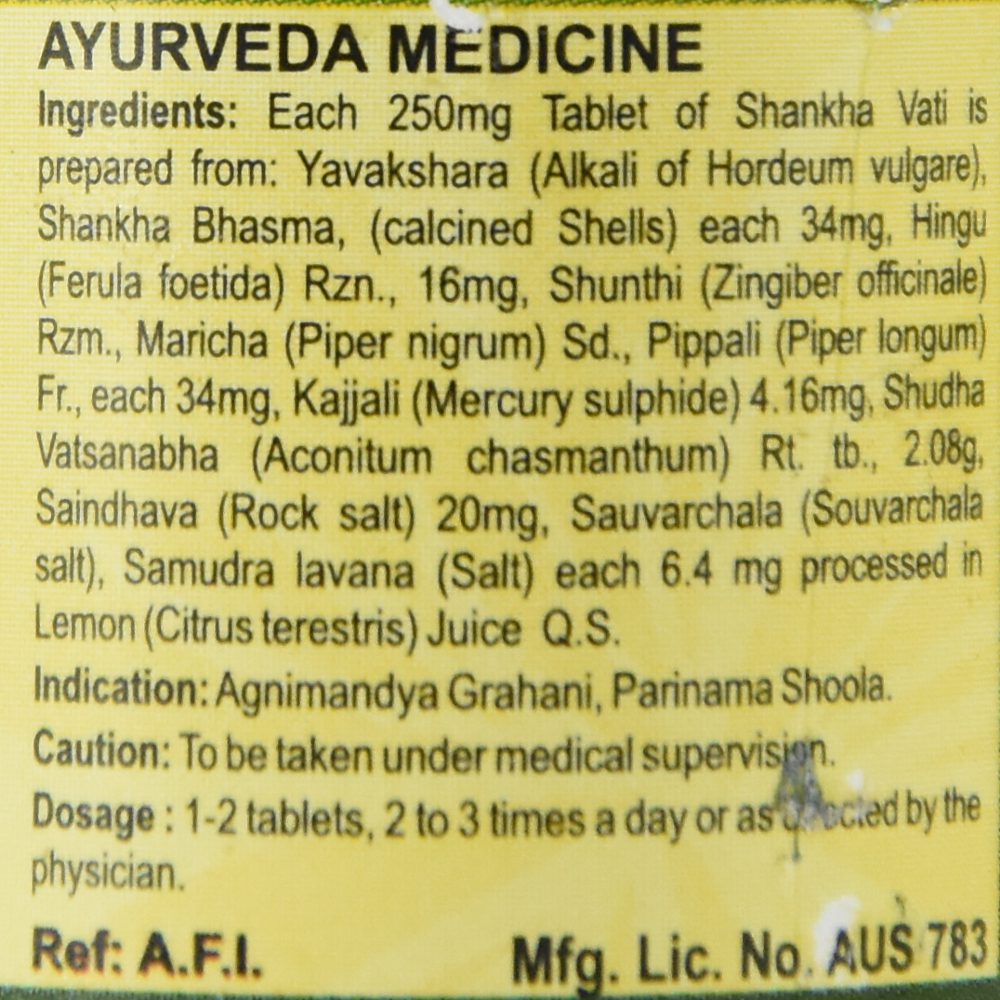 AYURVEDA MEDICINE
Ingredients: Each 250mg Tablet of Shankha Vati is
prepared from: Yavakshara (Alkali of Hordeum vulgare),
Shankha Bhasma, (calcined Shells) each 34mg, Hingu
(Ferula foetida) Rzn., 16mg, Shunthi (Zingiber officinale)
Rzm., Maricha (Piper nigrum) Sd., Pippali (Piper longum)
Fr., each 34mg, Kajjali (Mercury sulphide) 4.16mg, Shudha
Vatsanabha (Aconitum chasmanthum) Rt. tb., 2.08g,
Saindhava (Rock salt) 20mg, Sauvarchala (Souvarchala
salt), Samudra lavana (Salt) each 6.4 mg processed in
Lemon (Citrus terestris) Juice Q.S.
Indication: Agnimandya Grahani, Parinama Shoola.
Caution: To be taken under medical supervision.
Dosage : 1-2 tablets, 2 to 3 times a day or as by the
physician.
Ref: A.F.I. Mfg. Lic. No. AUS 783